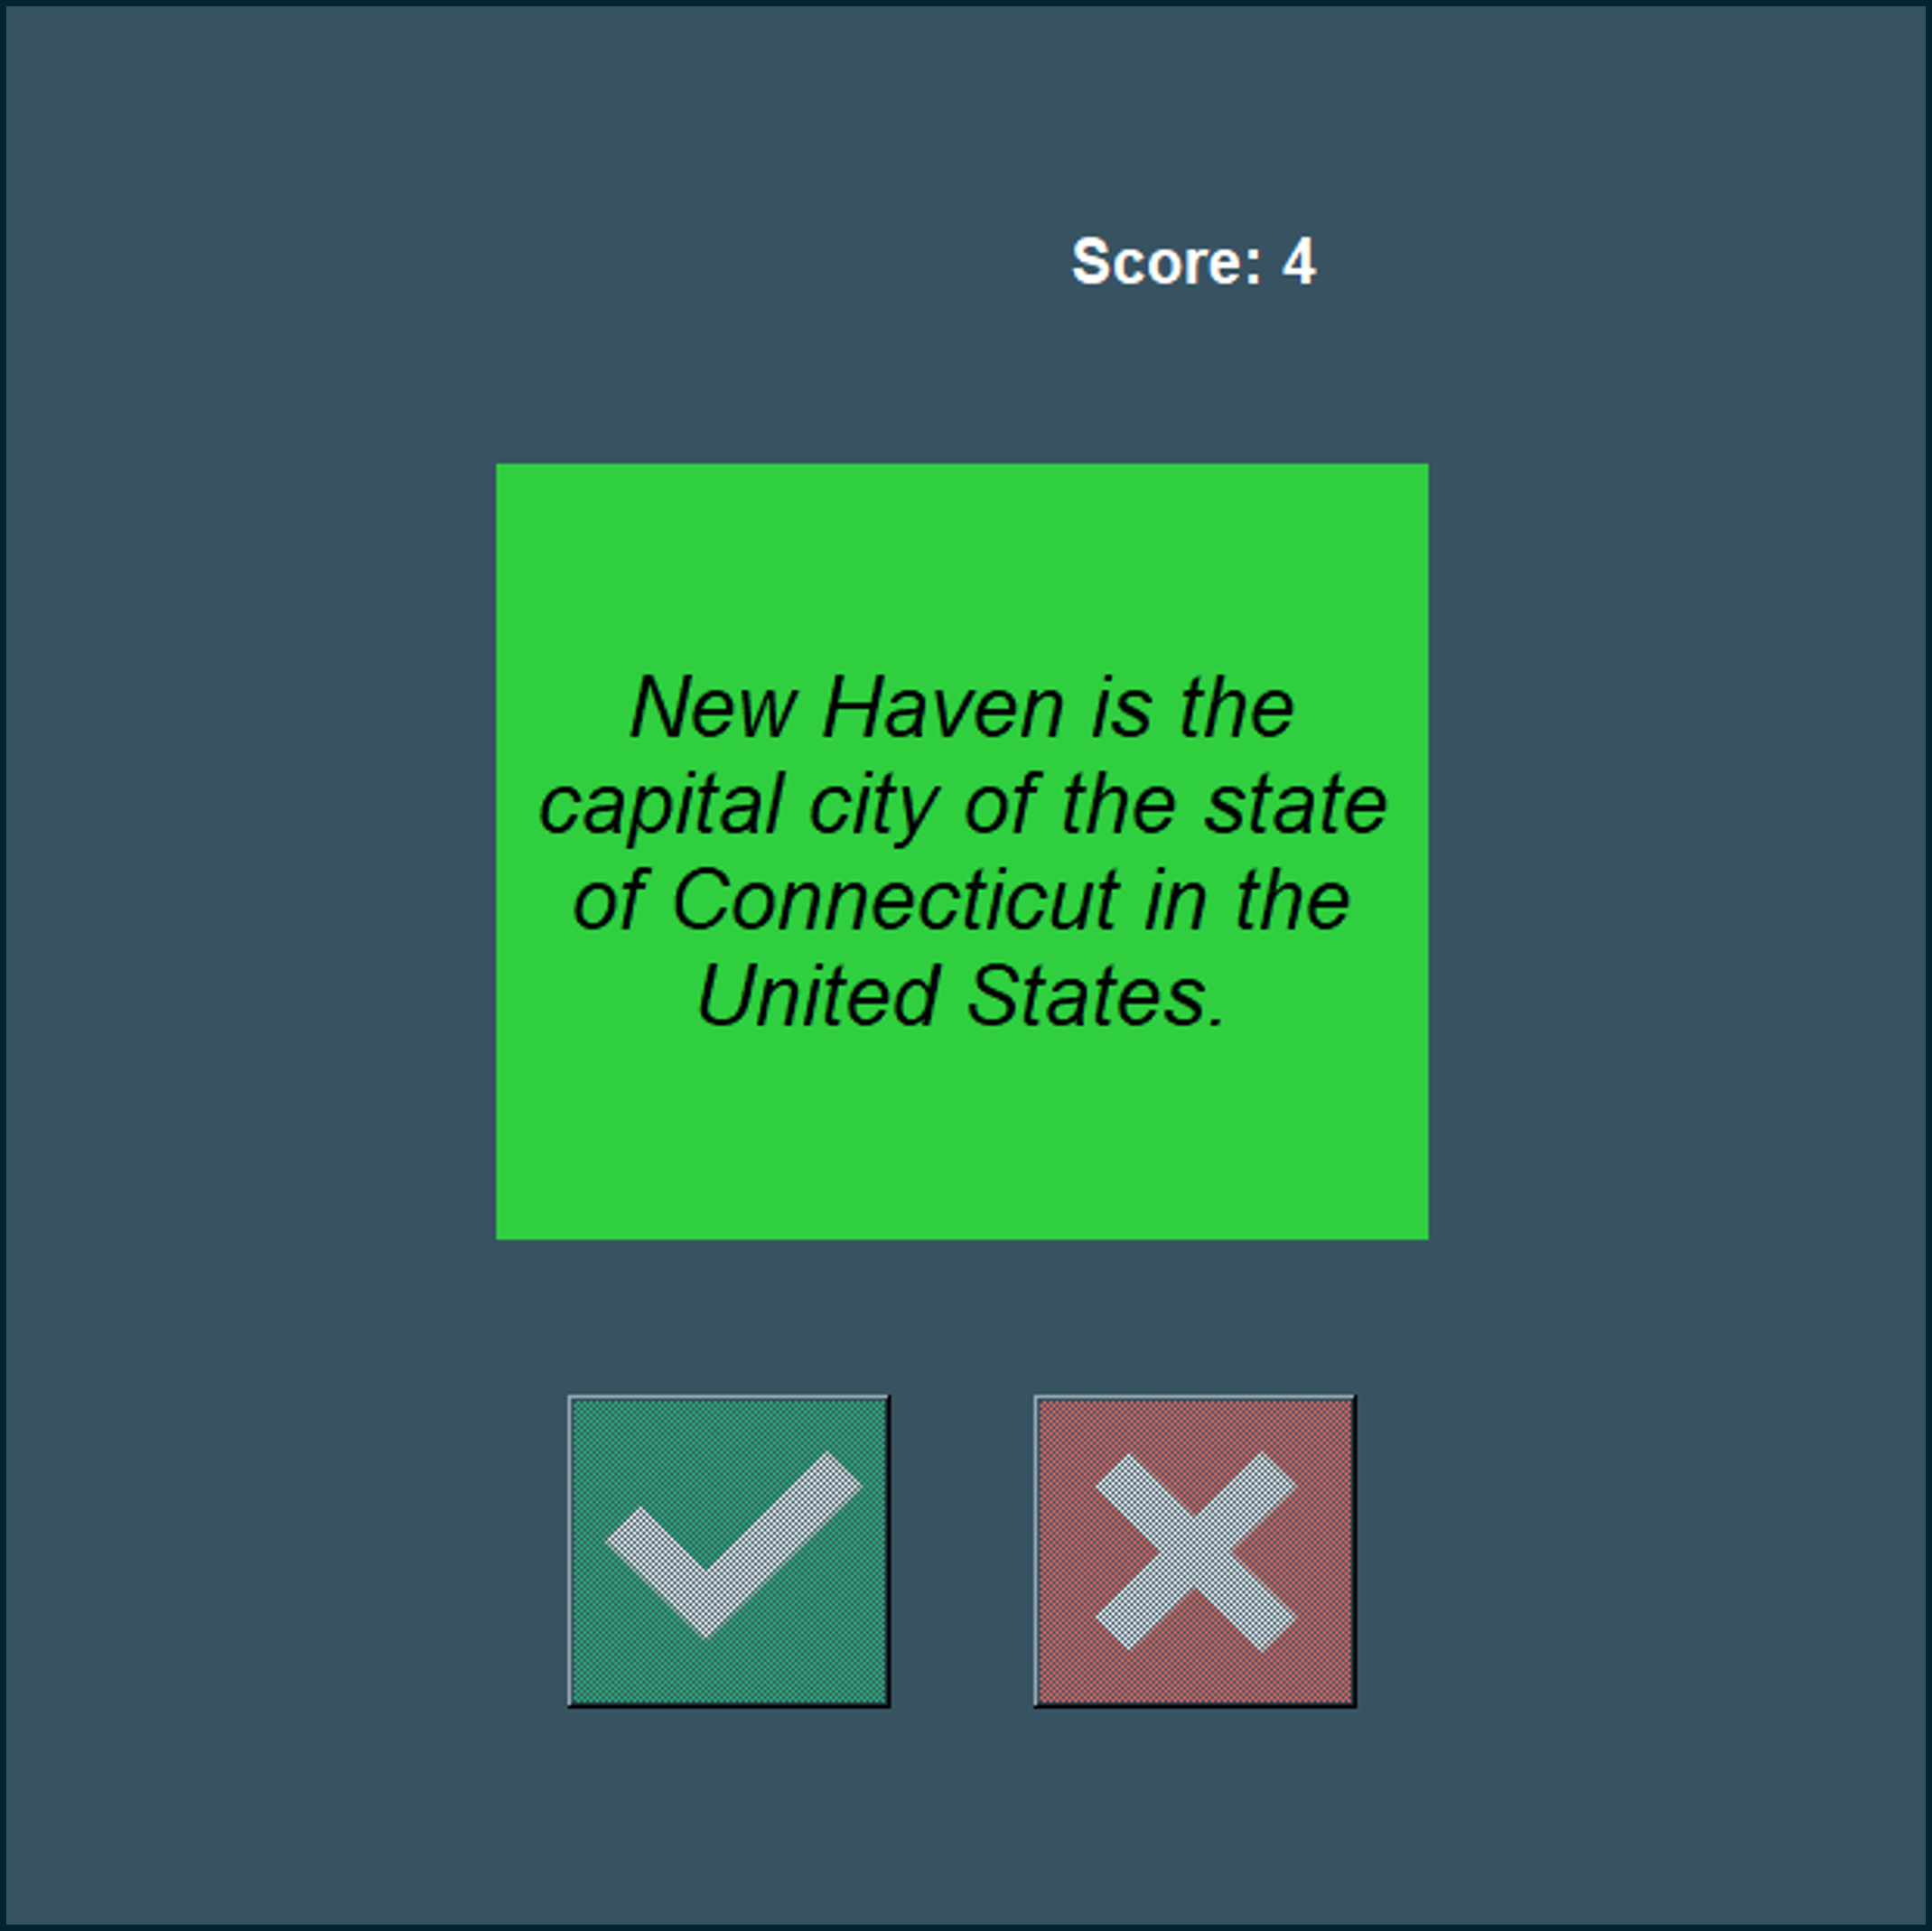 Score: 4
New Haven is the
capital city of the state
of Connecticut in the
United States.